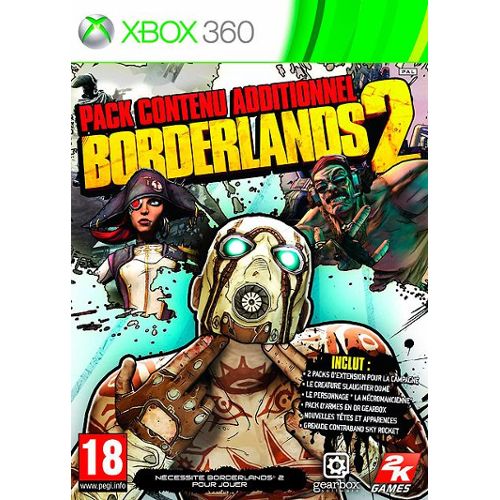 XBOX 360
PAL
PACK CONTENU ADDITIONNEL
BORDERLANDS 2
INCLUT :
• 2 PACKS D'EXTENSION POUR LA CAMPAGNE
• LE CREATURE SLAUGHTER DOME
• LE PERSONNAGE "LA MÉCROMANCIENNE"
• PACK D'ARMES EN OR GEARBOX
• NOUVELLES TÊTES ET APPARENCES
• GRENADE CONTRABAND SKY ROCKET
18
www.pegi.info
NÉCESSITE BORDERLANDS® 2
POUR JOUER
gearbox
software
2K
GAMES